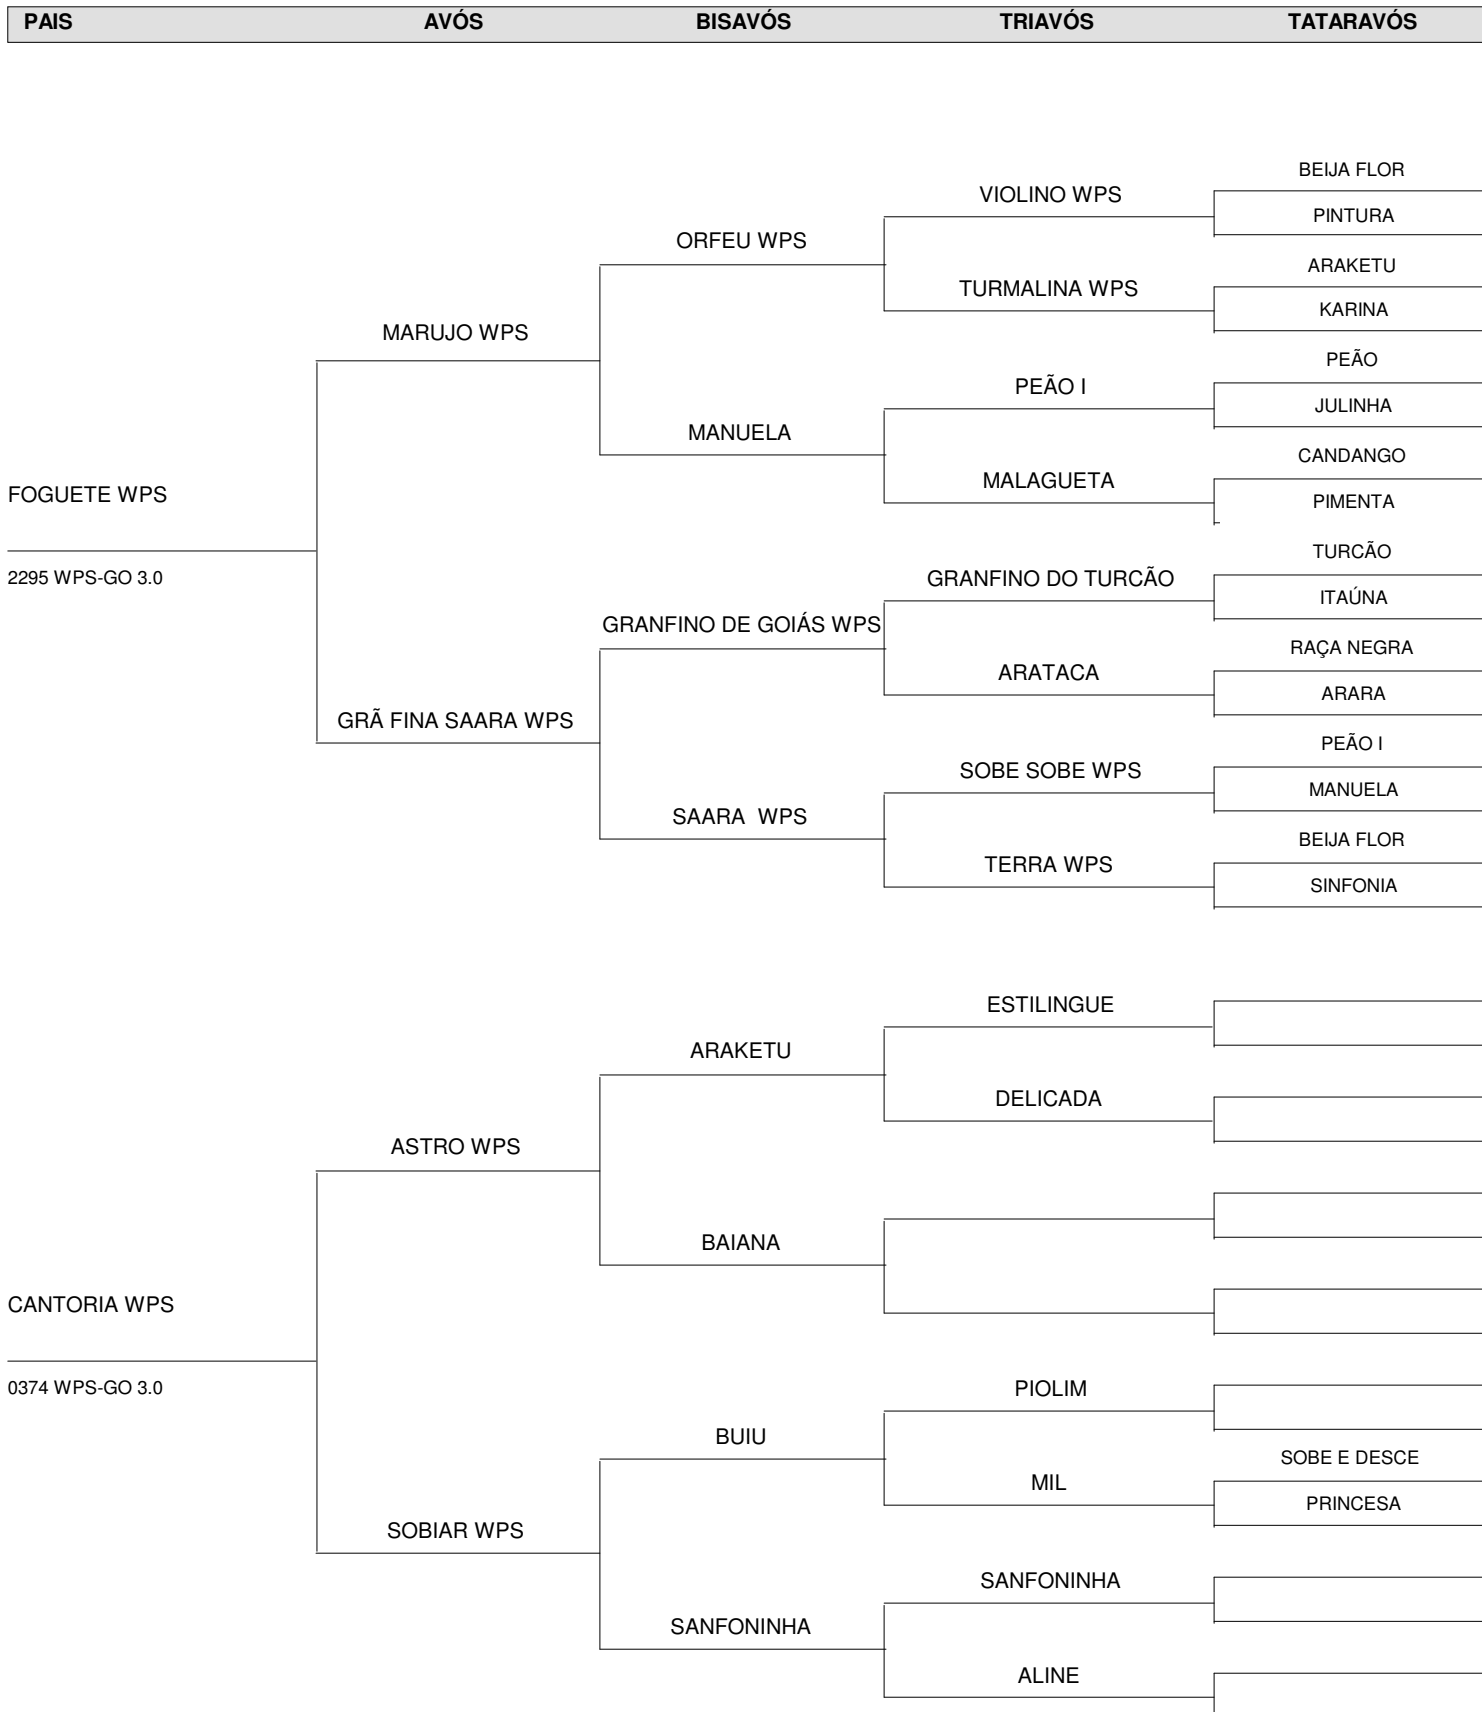 PAIS AVÓS BISAVÓS TRIAVÓS TATARAVÓS
BEIJA FLOR
VIOLINO WPS
PINTURA
ORFEU WPS
ARAKETU
TURMALINA WPS
KARINA
MARUJO WPS
PEÃO
PEÃO I
JULINHA
MANUELA
CANDANGO
MALAGUETA
FOGUETE WPS
PIMENTA
TURCÃO
2295 WPS-GO 3.0
GRANFINO DO TURCÃO
ITAÚNA
GRANFINO DE GOIÁS WPS
RAÇA NEGRA
ARATACA
ARARA
GRÃ FINA SAARA WPS
PEÃO I
SOBE SOBE WPS
MANUELA
SAARA  WPS
BEIJA FLOR
TERRA WPS
SINFONIA
ESTILINGUE
ARAKETU
DELICADA
ASTRO WPS
BAIANA
CANTORIA WPS
0374 WPS-GO 3.0
PIOLIM
BUIU
SOBE E DESCE
MIL
PRINCESA
SOBIAR WPS
SANFONINHA
SANFONINHA
ALINE